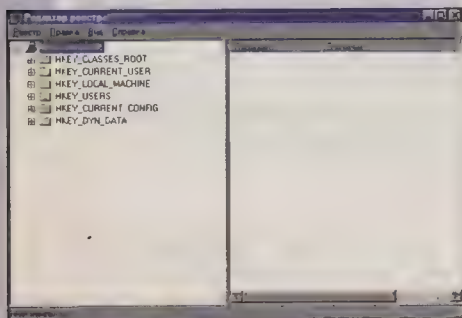 Редактор реестра
Реестр Правка Вид Справка
HKEY_CLASSES_ROOT
HKEY_CURRENT_USER
HKEY_LOCAL_MACHINE
HKEY_USERS
HKEY_CURRENT_CONFIG
HKEY_DYN_DATA